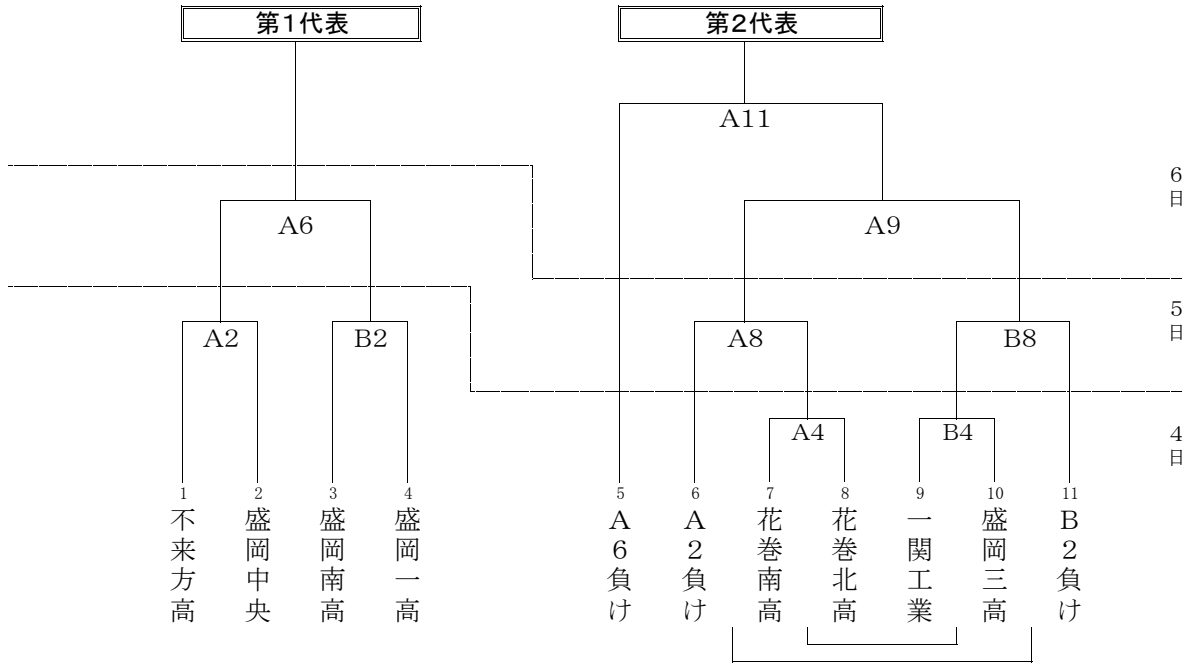 第1代表
第2代表
A11
6日
A6
A9
5日
A2
B2
A8
B8
A4
B4
4日
1
2
3
4
5
6
7
8
9
10
11
不来方高
盛岡中央
盛岡南高
盛岡一高
A6負け
A2負け
花巻南高
花巻北高
一関工業
盛岡三高
B2負け